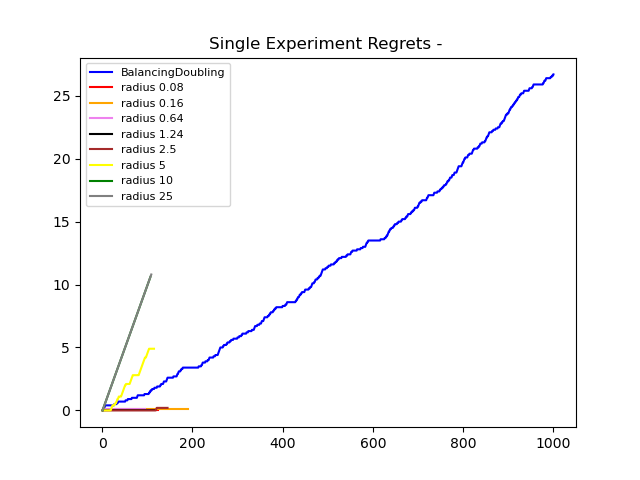 Single Experiment Regrets -
BalancingDoubling
radius 0.08
radius 0.16
radius 0.64
radius 1.24
radius 2.5
radius 5
radius 10
radius 25
25
20
15
10
5
0
0 200 400 600 800 1000